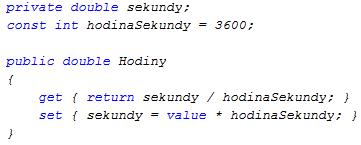 private double sekundy;
const int hodinaSekundy = 3600;
public double Hodiny
{
get { return sekundy / hodinaSekundy; }
set { sekundy = value * hodinaSekundy; }
}